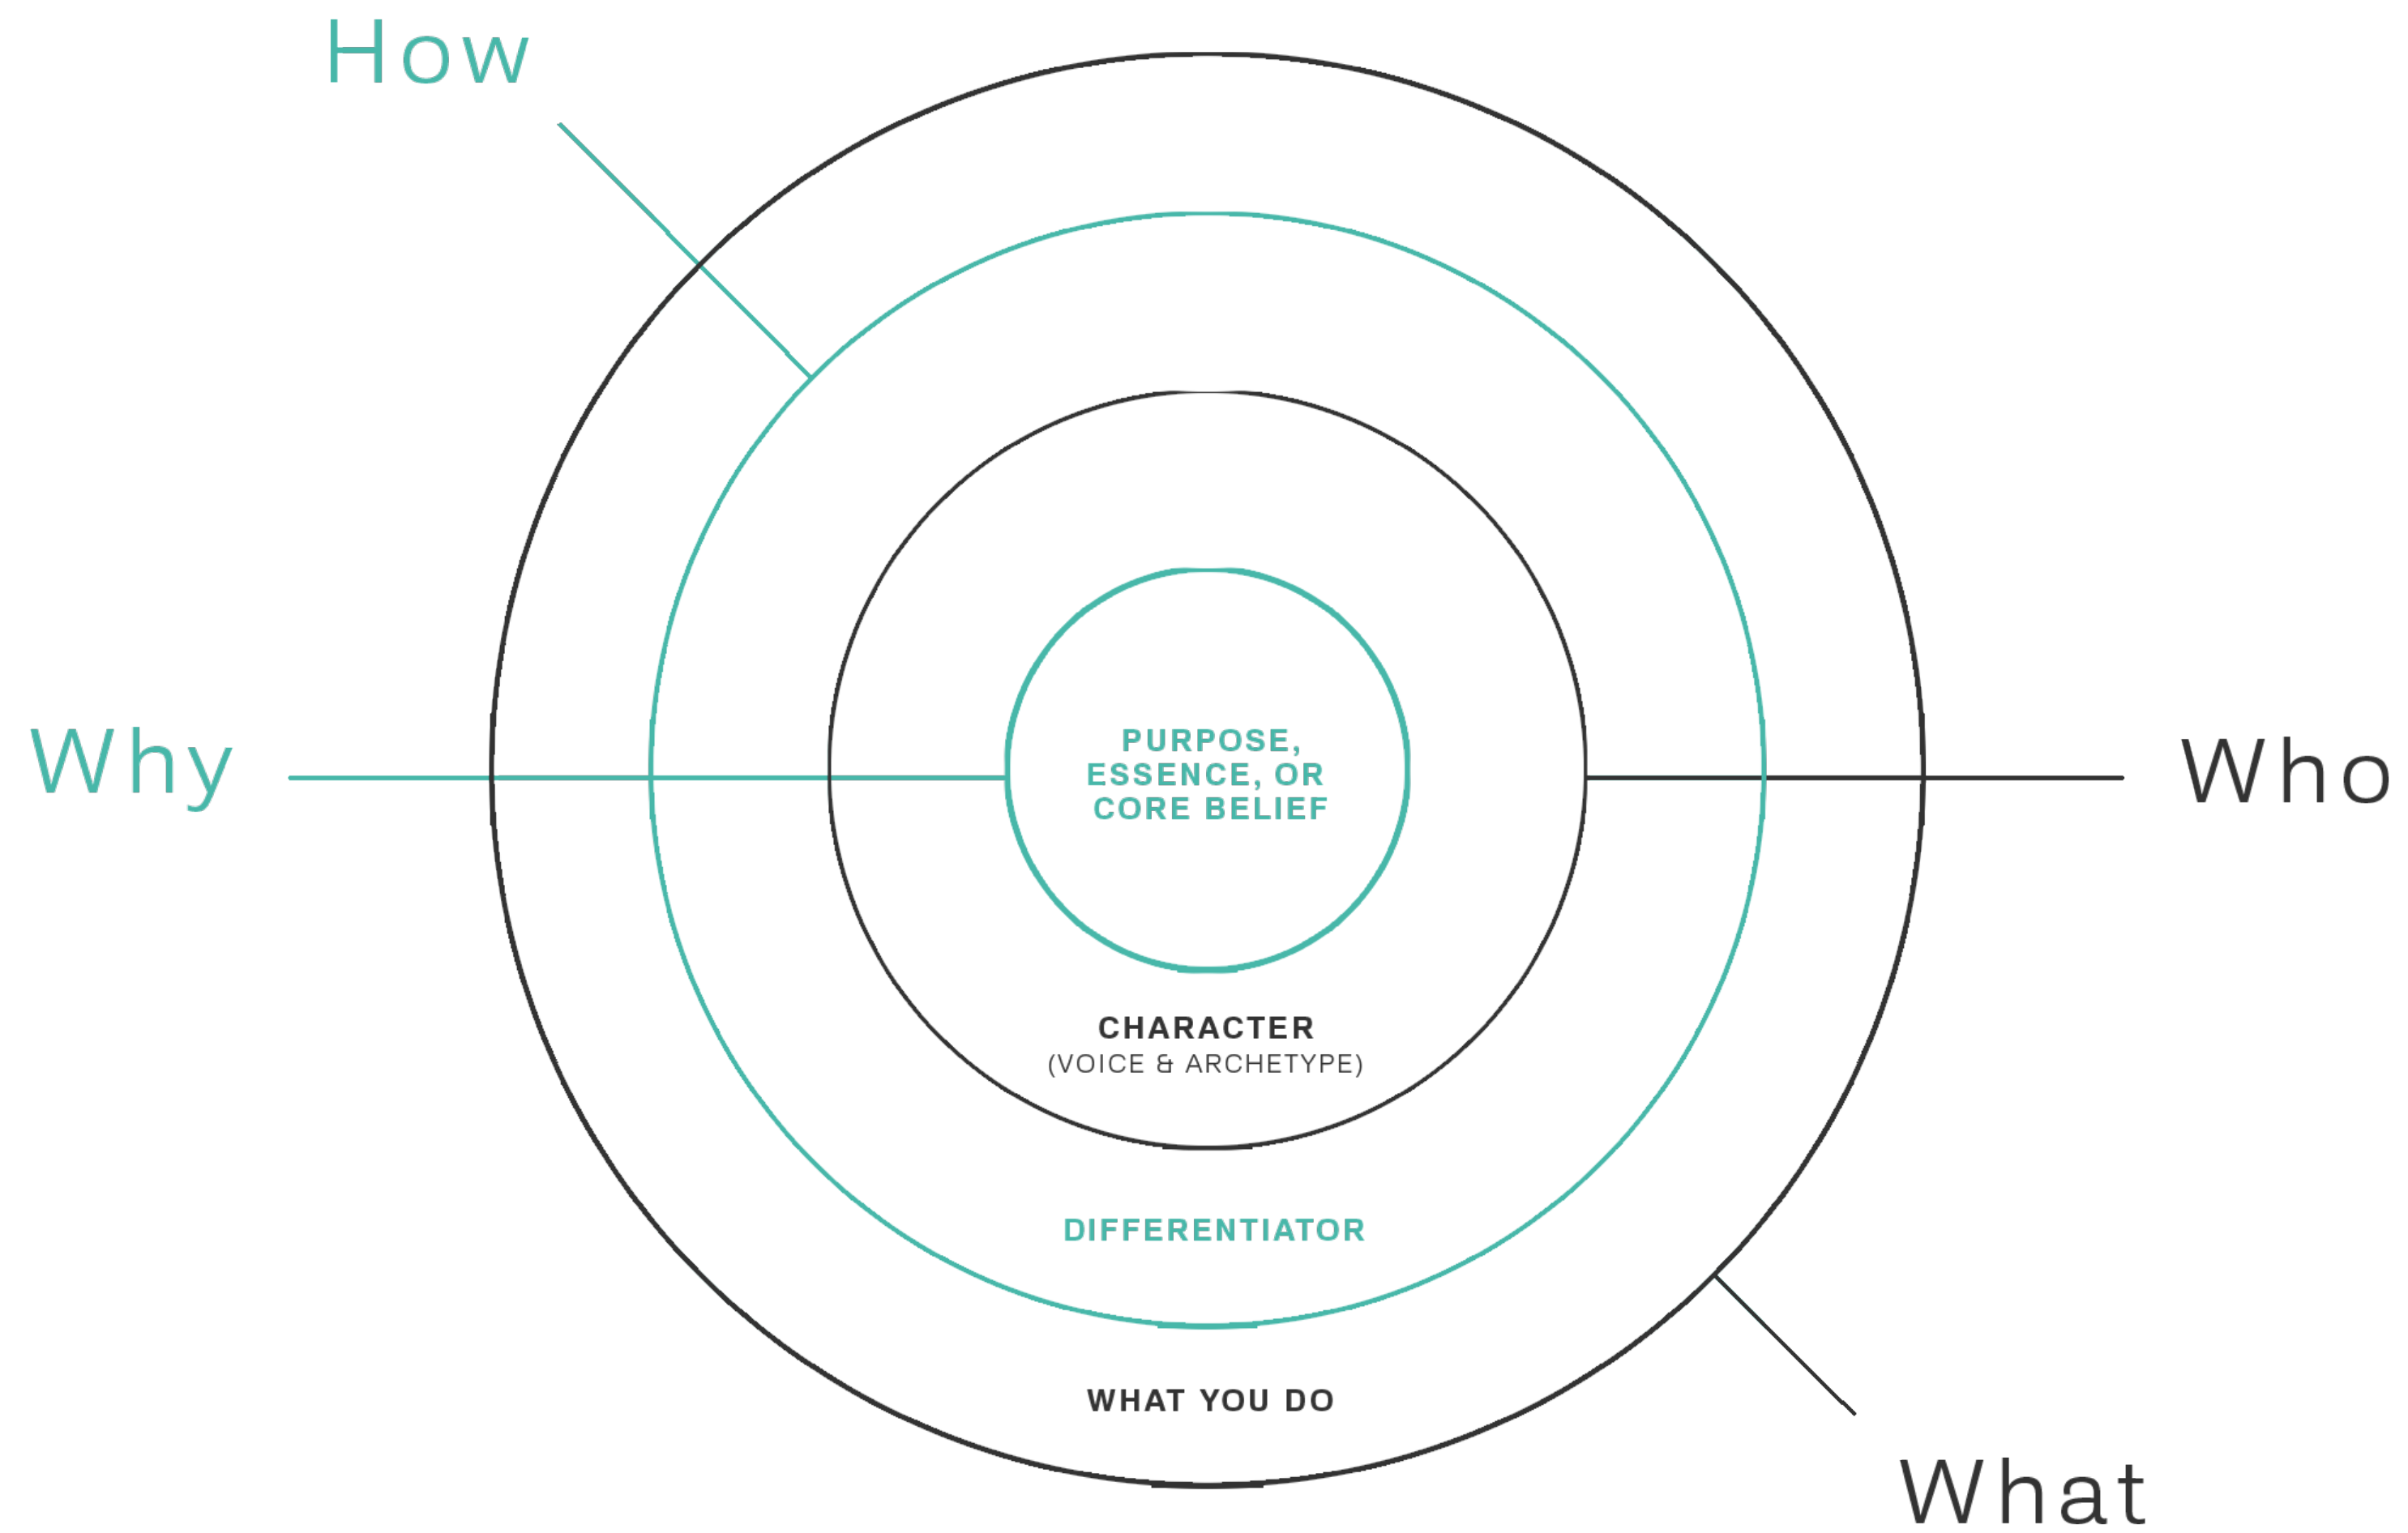 How
Why
PURPOSE,
ESSENCE, OR
CORE BELIEF
Who
CHARACTER
(VOICE & ARCHETYPE)
DIFFERENTIATOR
WHAT YOU DO
What